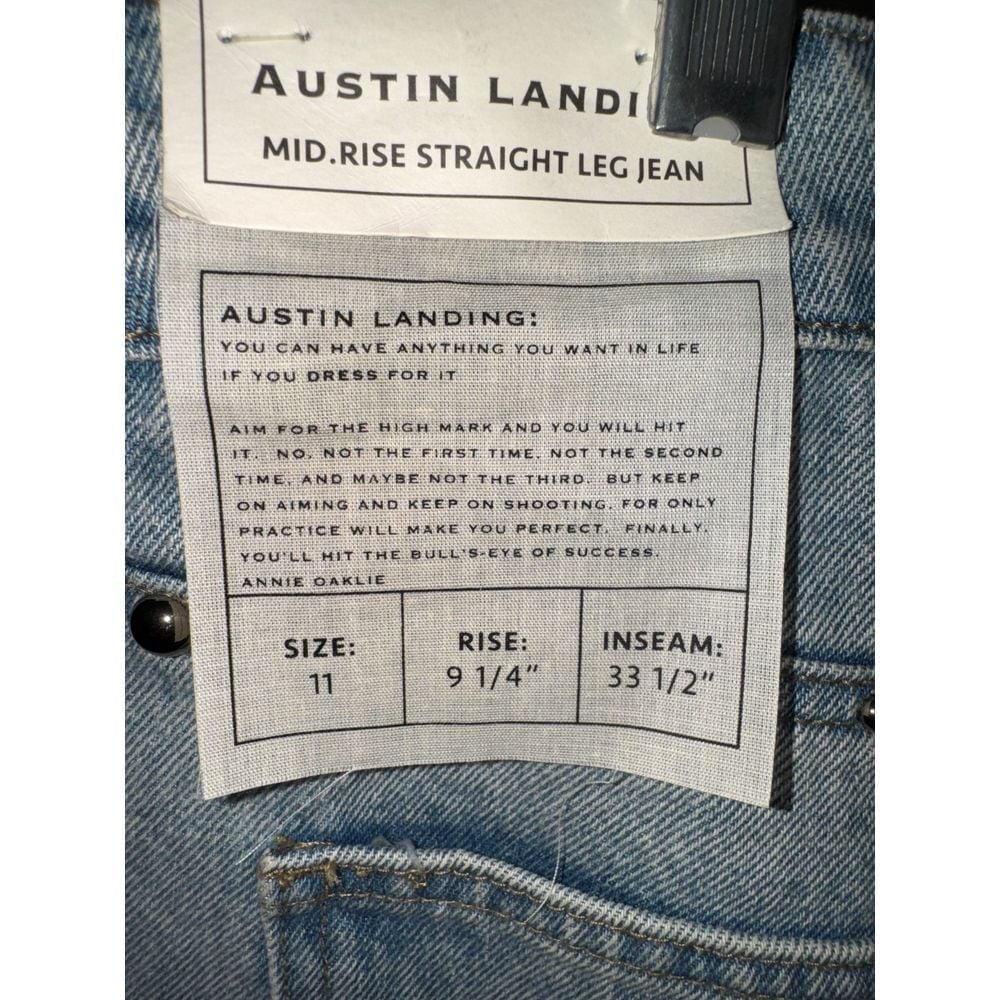 AUSTIN LANDI
MID.RISE STRAIGHT LEG JEAN
AUSTIN LANDING:
YOU CAN HAVE ANYTHING YOU WANT IN LIFE
IF YOU DRESS FOR IT
AIM FOR THE HIGH MARK AND YOU WILL HIT
IT. NO, NOT THE FIRST TIME, NOT THE SECOND
TIME, AND MAYBE NOT THE THIRD. BUT KEEP
ON AIMING AND KEEP ON SHOOTING, FOR ONLY
PRACTICE WILL MAKE YOU PERFECT. FINALLY,
YOU'LL HIT THE BULL'S-EYE OF SUCCESS.
ANNIE OAKLIE
SIZE: RISE: INSEAM:
11 9 1/4" 33 1/2"